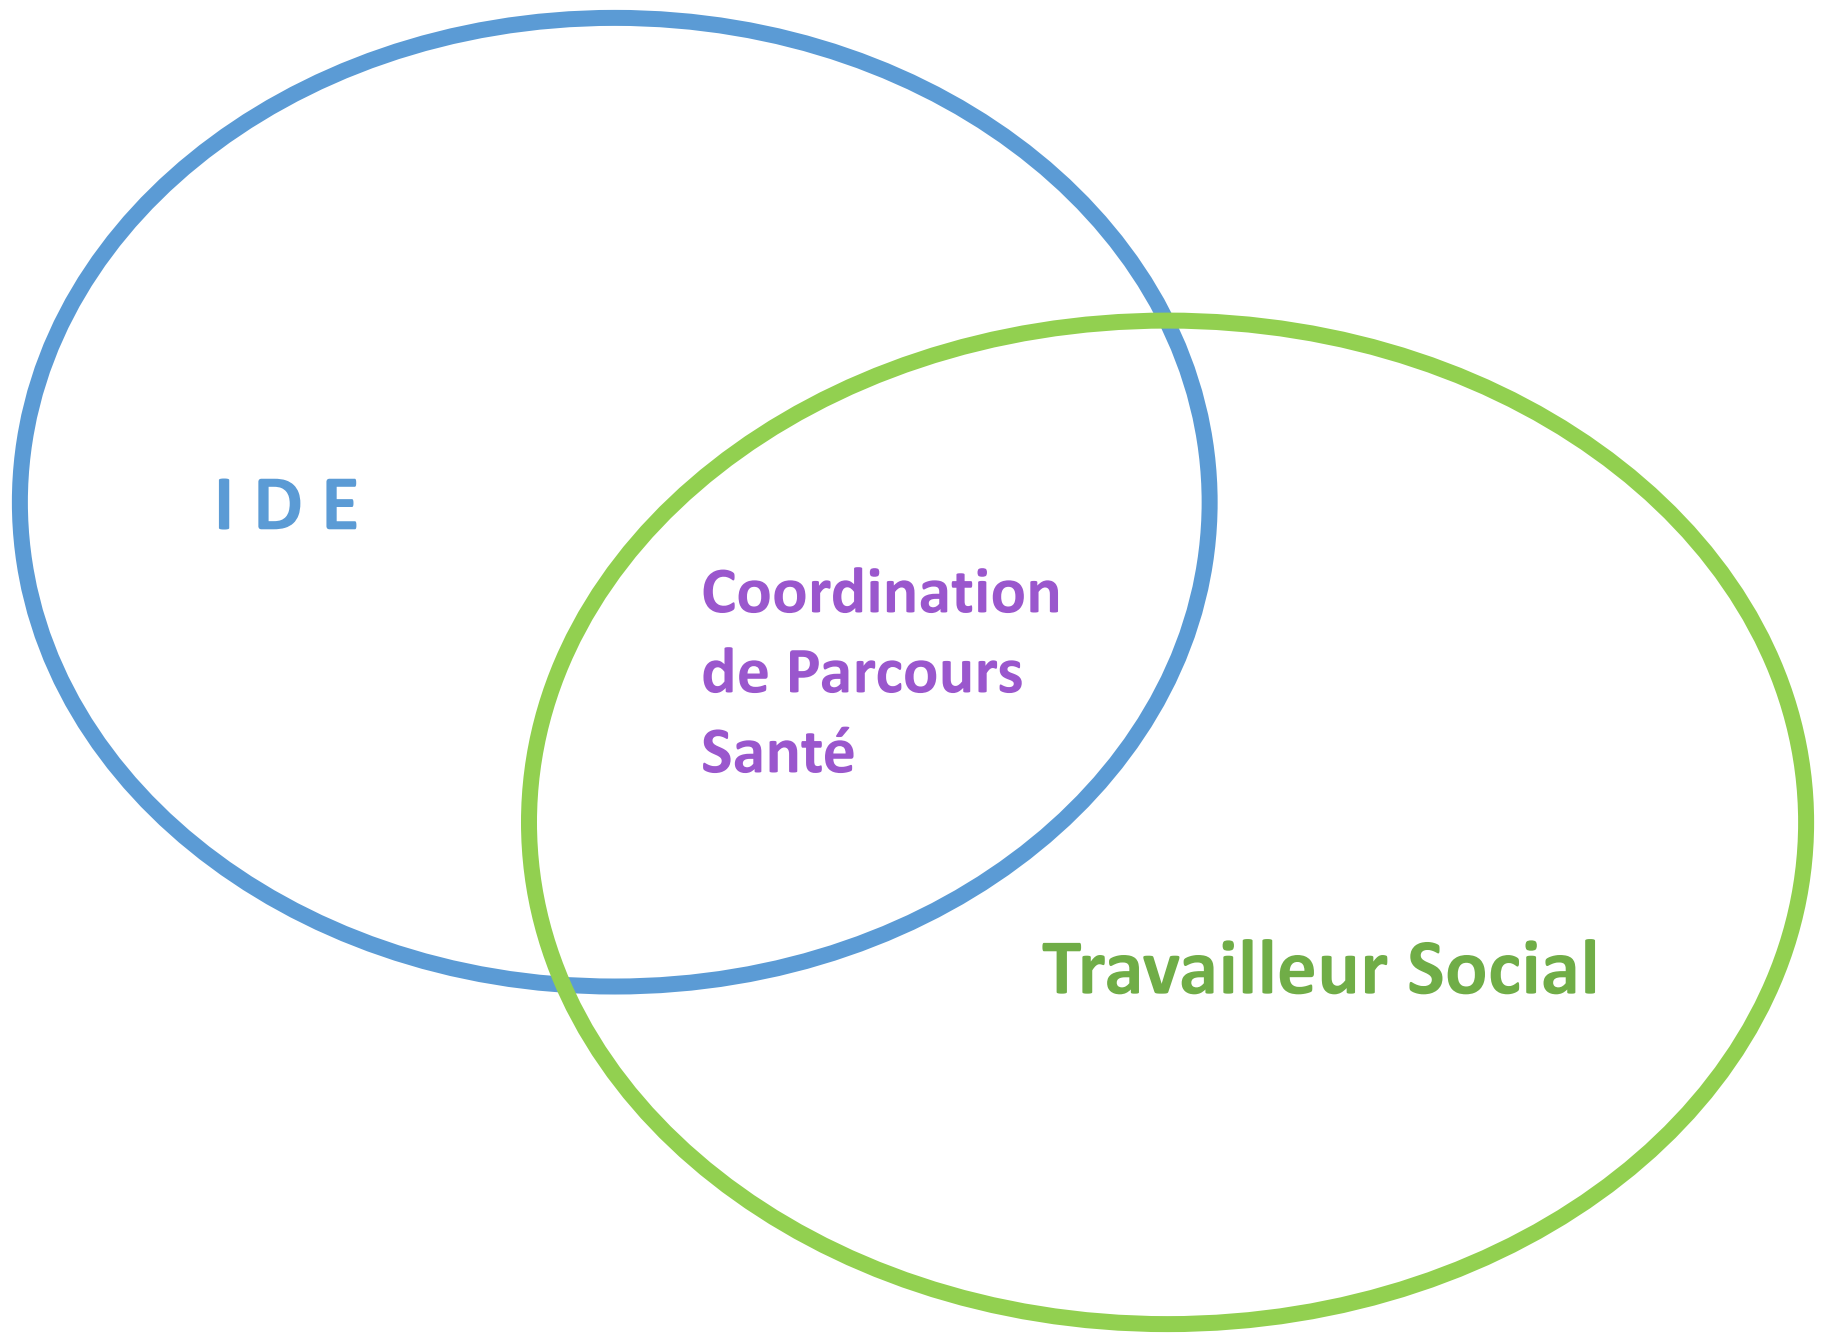 I D E
Coordination
de Parcours
Santé
Travailleur Social